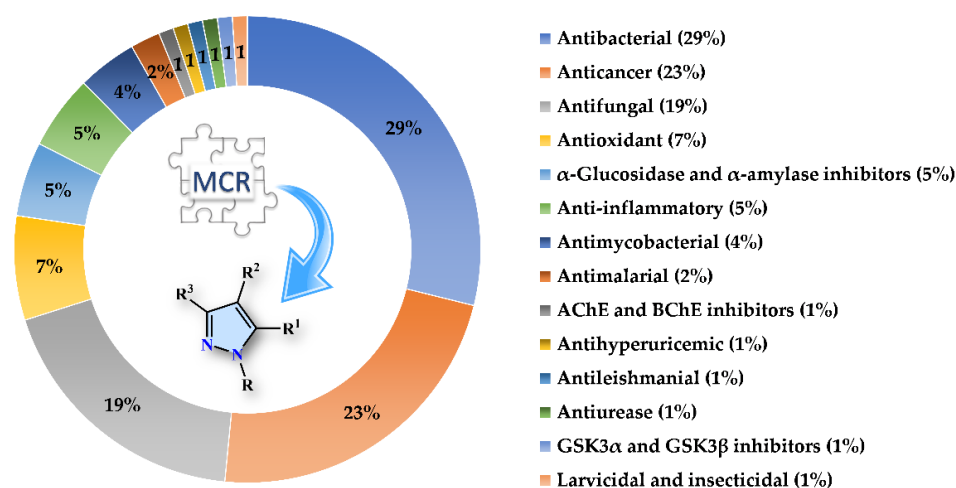 29%
23%
19%
7%
5%
5%
4%
2%
1
1
1
1
1
1
MCR
R²
R³
R¹
N
N
R
Antibacterial (29%)
Anticancer (23%)
Antifungal (19%)
Antioxidant (7%)
α-Glucosidase and α-amylase inhibitors (5%)
Anti-inflammatory (5%)
Antimycobacterial (4%)
Antimalarial (2%)
AChE and BChE inhibitors (1%)
Antihyperuricemic (1%)
Antileishmanial (1%)
Antiurease (1%)
GSK3α and GSK3β inhibitors (1%)
Larvicidal and insecticidal (1%)